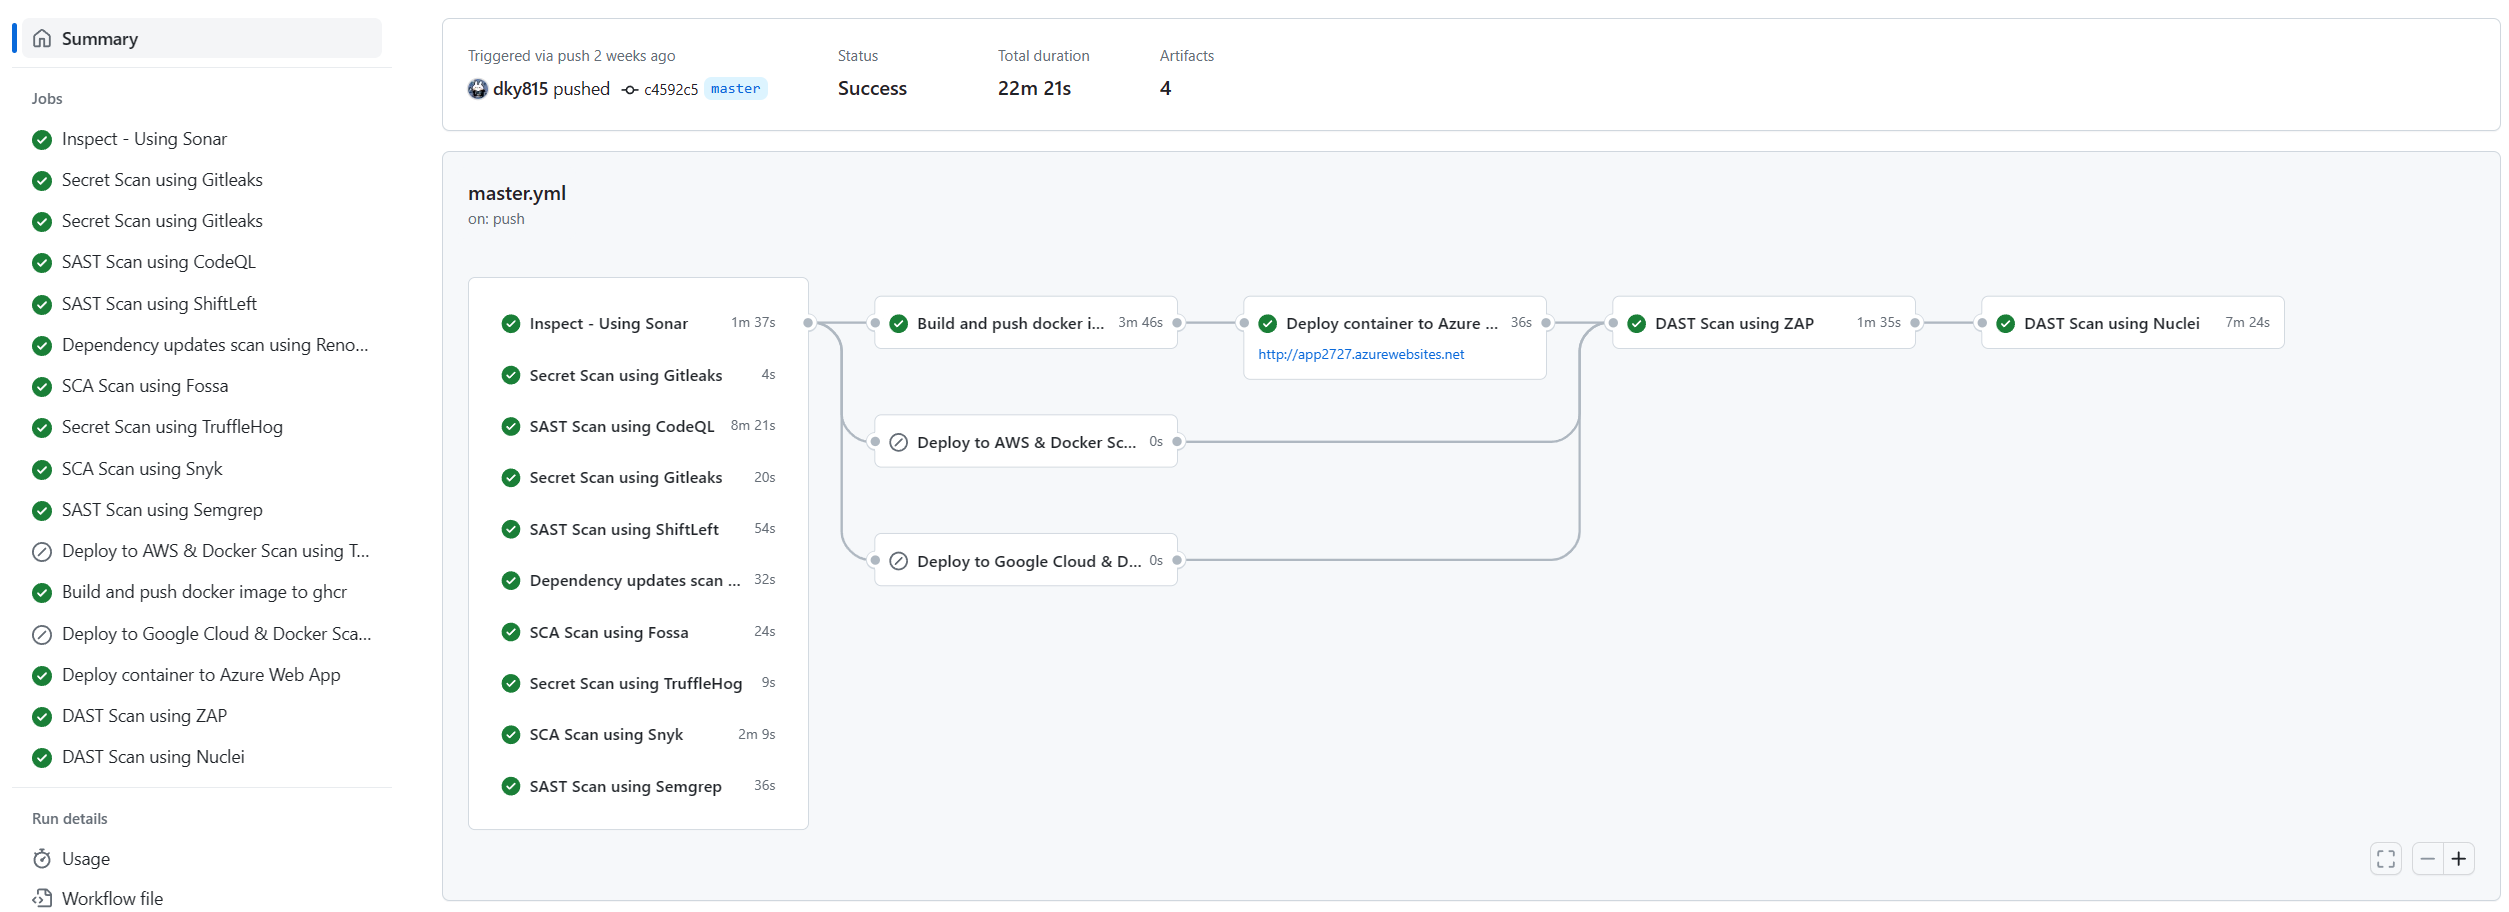 Summary
Jobs
Inspect - Using Sonar
Secret Scan using Gitleaks
Secret Scan using Gitleaks
SAST Scan using CodeQL
SAST Scan using ShiftLeft
Dependency updates scan using Reno...
SCA Scan using Fossa
Secret Scan using TruffleHog
SCA Scan using Snyk
SAST Scan using Semgrep
Deploy to AWS & Docker Scan using T...
Build and push docker image to ghcr
Deploy to Google Cloud & Docker Sca...
Deploy container to Azure Web App
DAST Scan using ZAP
DAST Scan using Nuclei
Run details
Usage
Workflow file
Triggered via push 2 weeks ago
dky815 pushed c4592c5 master
Status
Success
Total duration
22m 21s
Artifacts
4
master.yml
on: push
Inspect - Using Sonar 1m 37s
Secret Scan using Gitleaks 4s
SAST Scan using CodeQL 8m 21s
Secret Scan using Gitleaks 20s
SAST Scan using ShiftLeft 54s
Dependency updates scan ... 32s
SCA Scan using Fossa 24s
Secret Scan using TruffleHog 9s
SCA Scan using Snyk 2m 9s
SAST Scan using Semgrep 36s
Build and push docker i... 3m 46s
Deploy to AWS & Docker Sc... 0s
Deploy to Google Cloud & D... 0s
Deploy container to Azure ... 36s
http://app2727.azurewebsites.net
DAST Scan using ZAP 1m 35s
DAST Scan using Nuclei 7m 24s